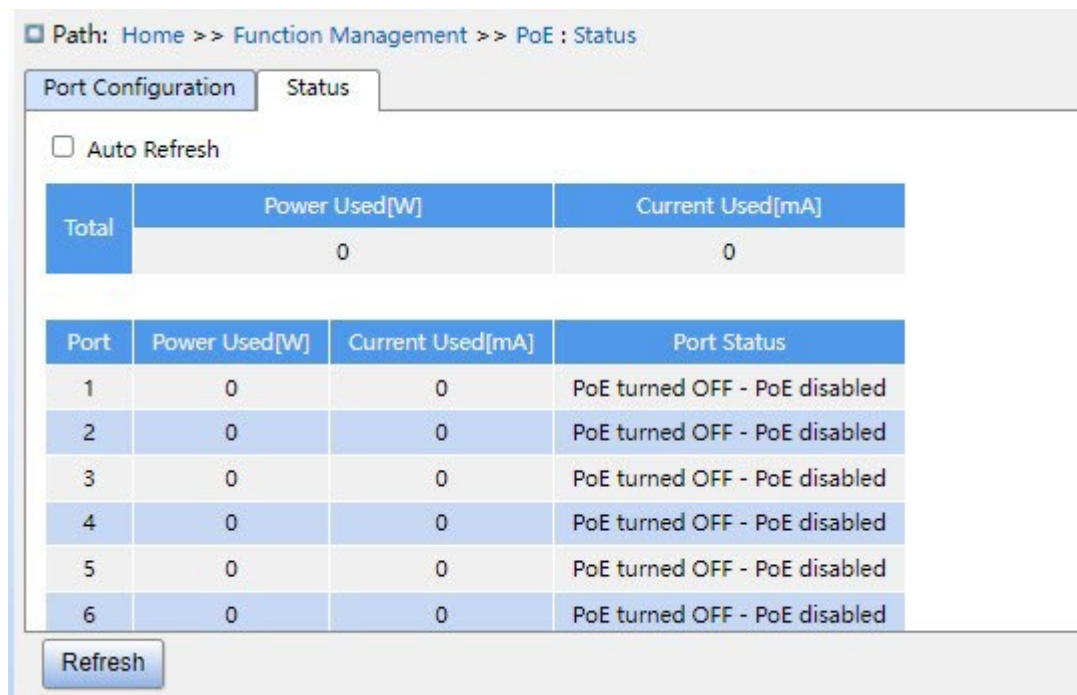 Path: Home >> Function Management >> PoE : Status
Port Configuration Status
Auto Refresh
Total Power Used[W] Current Used[mA]
0 0
Port Power Used[W] Current Used[mA] Port Status
1 0 0 PoE turned OFF - PoE disabled
2 0 0 PoE turned OFF - PoE disabled
3 0 0 PoE turned OFF - PoE disabled
4 0 0 PoE turned OFF - PoE disabled
5 0 0 PoE turned OFF - PoE disabled
6 0 0 PoE turned OFF - PoE disabled
Refresh